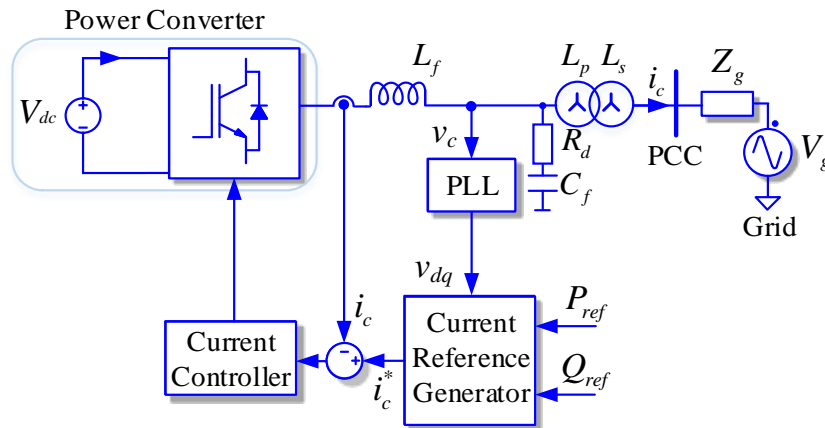 Power Converter
V_dc
L_f
L_p L_s
i_c
Z_g
v_c
R_d
C_f
PCC
V_g
PLL
Grid
v_dq
i_c
P_ref
Current
Controller
i_c^*
Current
Reference
Generator
Q_ref